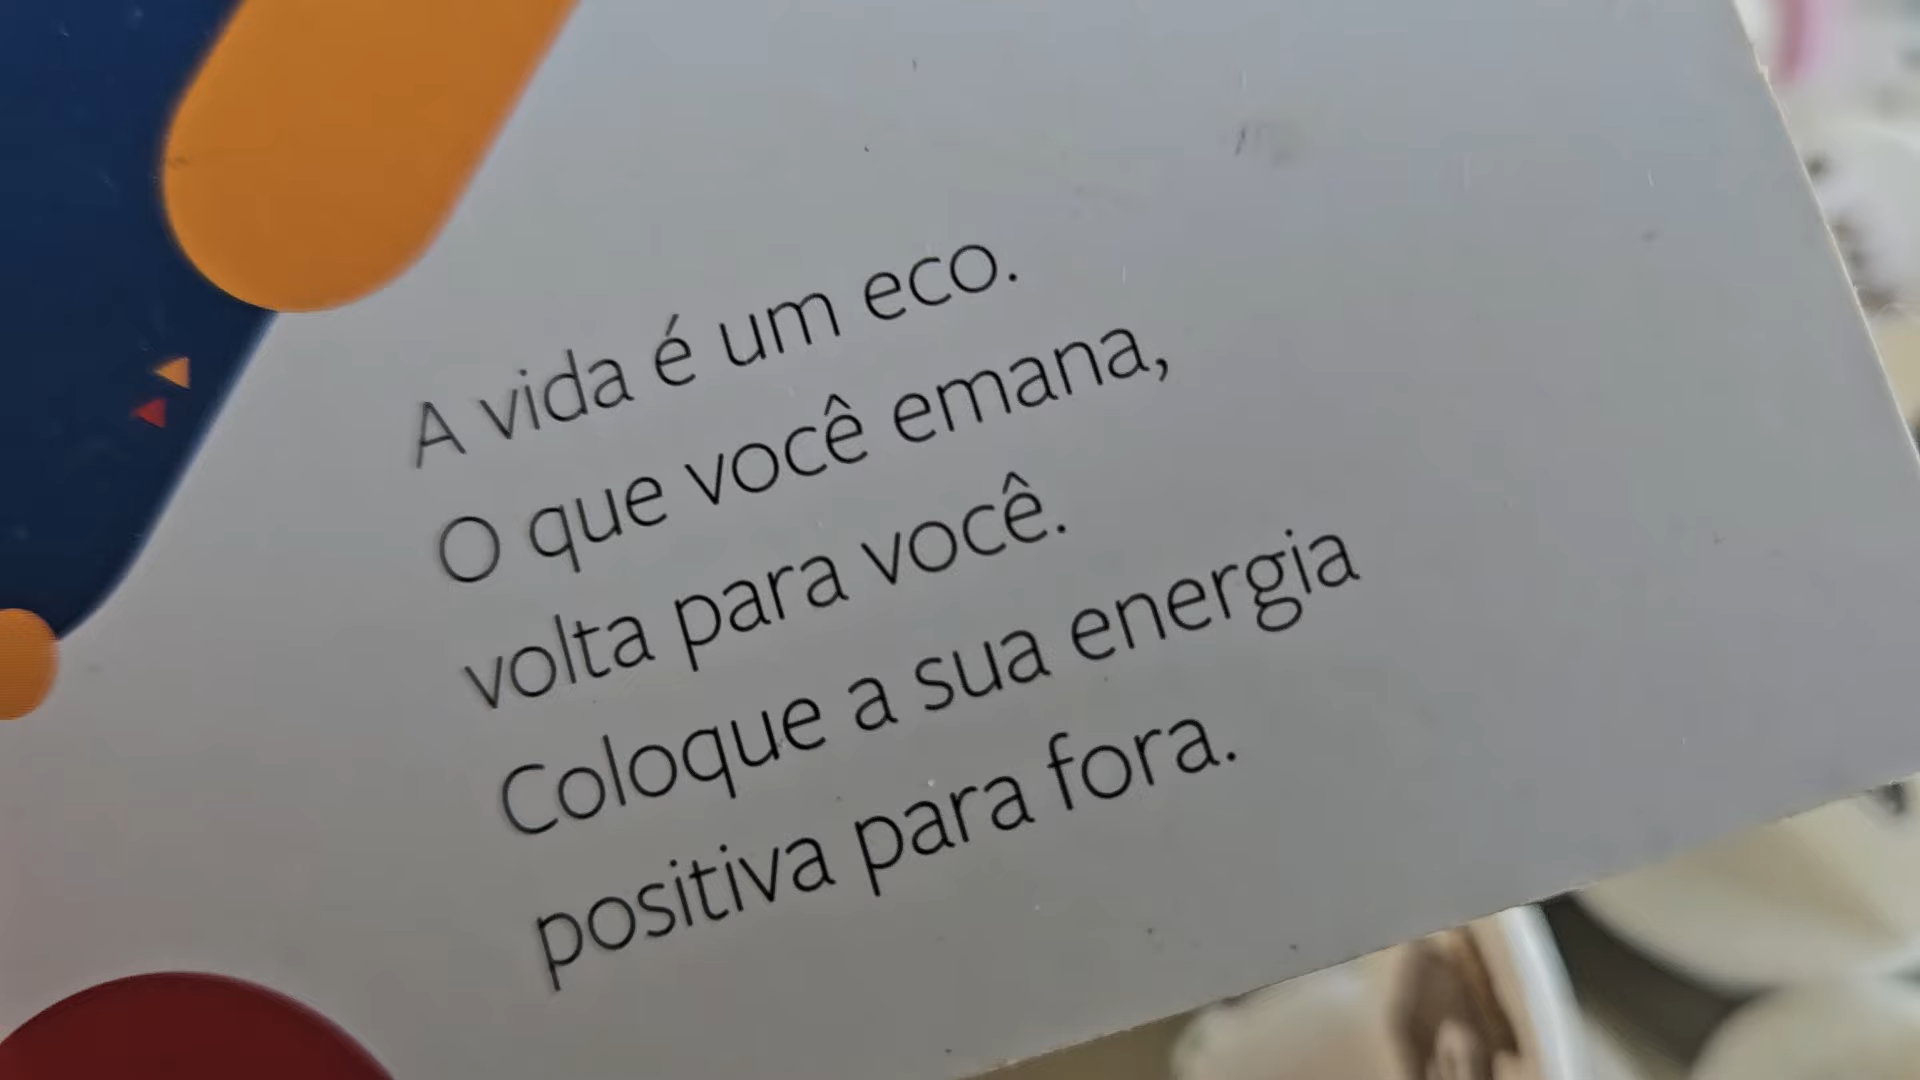 A vida é um eco.
O que você emana,
volta para você.
Coloque a sua energia
positiva para fora.